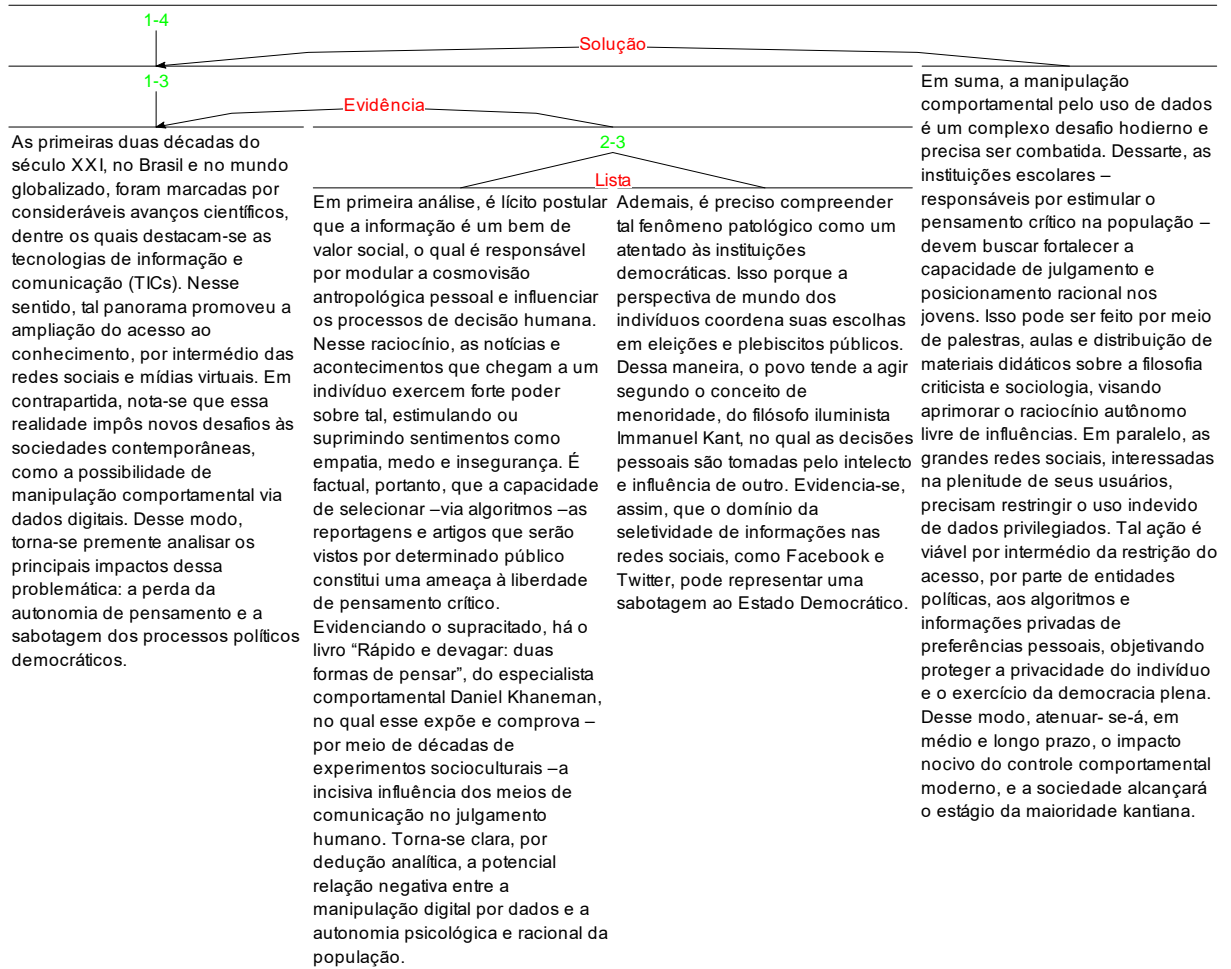 1-4
Solução
1-3
Evidência
2-3
Lista
As primeiras duas décadas do
século XXI, no Brasil e no mundo
globalizado, foram marcadas por
consideráveis avanços científicos,
dentre os quais destacam-se as
tecnologias de informação e
comunicação (TICs). Nesse
sentido, tal panorama promoveu a
ampliação do acesso ao
conhecimento, por intermédio das
redes sociais e mídias virtuais. Em
contrapartida, nota-se que essa
realidade impôs novos desafios às
sociedades contemporâneas,
como a possibilidade de
manipulação comportamental via
dados digitais. Desse modo,
torna-se premente analisar os
principais impactos dessa
problemática: a perda da
autonomia de pensamento e a
sabotagem dos processos políticos
democráticos.
Em primeira análise, é lícito postular
que a informação é um bem de
valor social, o qual é responsável
por modular a cosmovisão
antropológica pessoal e influenciar
os processos de decisão humana.
Nesse raciocínio, as notícias e
acontecimentos que chegam a um
indivíduo exercem forte poder
sobre tal, estimulando ou
suprimindo sentimentos como
empatia, medo e insegurança. É
factual, portanto, que a capacidade
de selecionar –via algoritmos –as
reportagens e artigos que serão
vistos por determinado público
constitui uma ameaça à liberdade
de pensamento crítico.
Evidenciando o supracitado, há o
livro “Rápido e devagar: duas
formas de pensar”, do especialista
comportamental Daniel Khaneman,
no qual esse expõe e comprova –
por meio de décadas de
experimentos socioculturais –a
incisiva influência dos meios de
comunicação no julgamento
humano. Torna-se clara, por
dedução analítica, a potencial
relação negativa entre a
manipulação digital por dados e a
autonomia psicológica e racional da
população.
Ademais, é preciso compreender
tal fenômeno patológico como um
atentado às instituições
democráticas. Isso porque a
perspectiva de mundo dos
indivíduos coordena suas escolhas
em eleições e plebiscitos públicos.
Dessa maneira, o povo tende a agir
segundo o conceito de
menoridade, do filósofo iluminista
Immanuel Kant, no qual as decisões
pessoais são tomadas pelo intelecto
e influência de outro. Evidencia-se,
assim, que o domínio da
seletividade de informações nas
redes sociais, como Facebook e
Twitter, pode representar uma
sabotagem ao Estado Democrático.
Em suma, a manipulação
comportamental pelo uso de dados
é um complexo desafio hodierno e
precisa ser combatida. Dessarte, as
instituições escolares –
responsáveis por estimular o
pensamento crítico na população –
devem buscar fortalecer a
capacidade de julgamento e
posicionamento racional nos
jovens. Isso pode ser feito por meio
de palestras, aulas e distribuição de
materiais didáticos sobre a filosofia
criticista e sociologia, visando
aprimorar o raciocínio autônomo
livre de influências. Em paralelo, as
grandes redes sociais, interessadas
na plenitude de seus usuários,
precisam restringir o uso indevido
de dados privilegiados. Tal ação é
viável por intermédio da restrição do
acesso, por parte de entidades
políticas, aos algoritmos e
informações privadas de
preferências pessoais, objetivando
proteger a privacidade do indivíduo
e o exercício da democracia plena.
Desse modo, atenuar- se-á, em
médio e longo prazo, o impacto
nocivo do controle comportamental
moderno, e a sociedade alcançará
o estágio da maioridade kantiana.